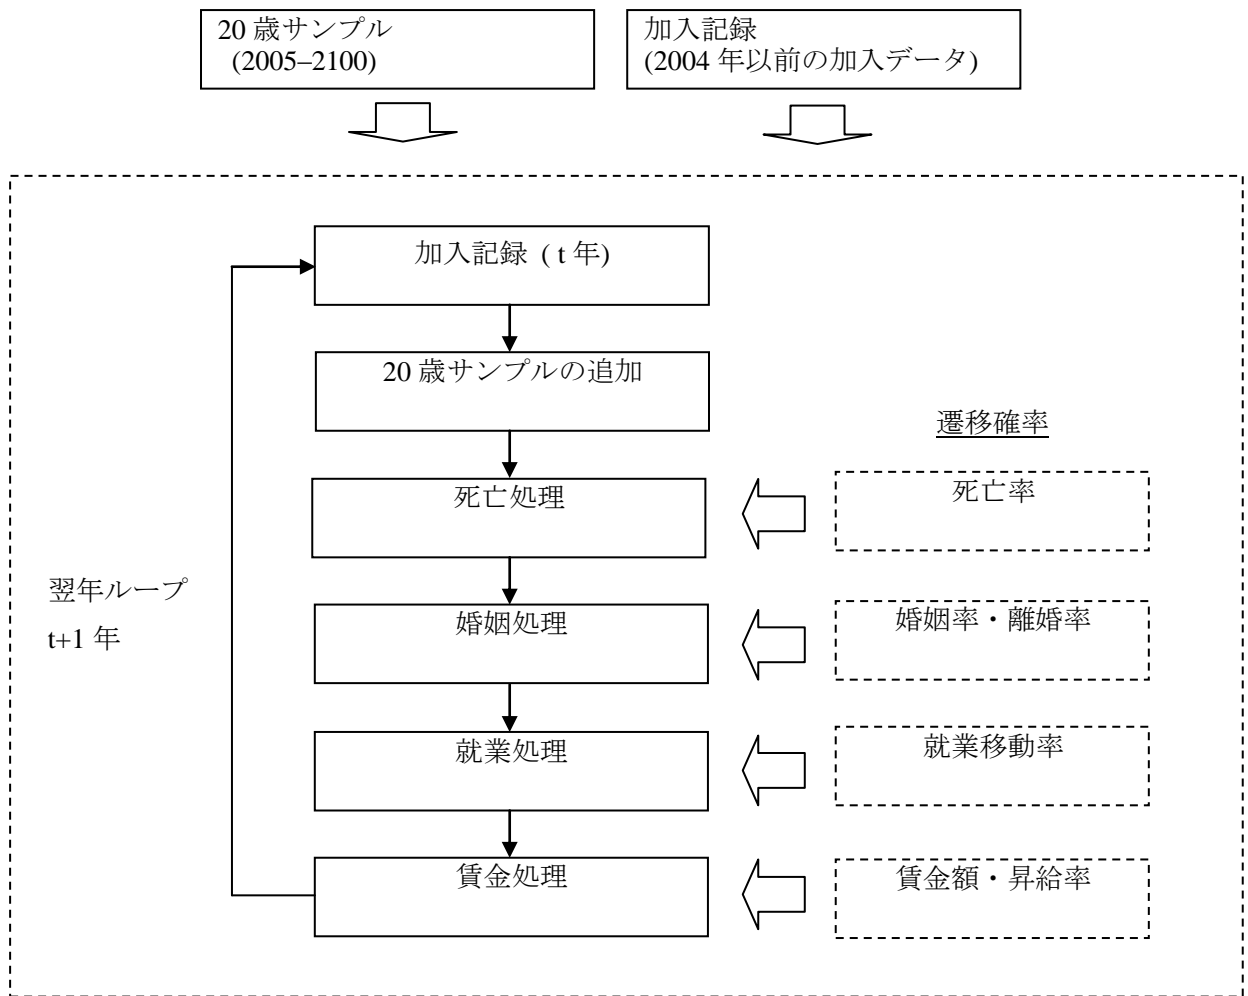 20 歳サンプル
(2005–2100)
加入記録
(2004 年以前の加入データ)
加入記録 ( t 年)
20 歳サンプルの追加
遷移確率
死亡処理
死亡率
翌年ループ
t+1 年
婚姻処理
婚姻率・離婚率
就業処理
就業移動率
賃金処理
賃金額・昇給率